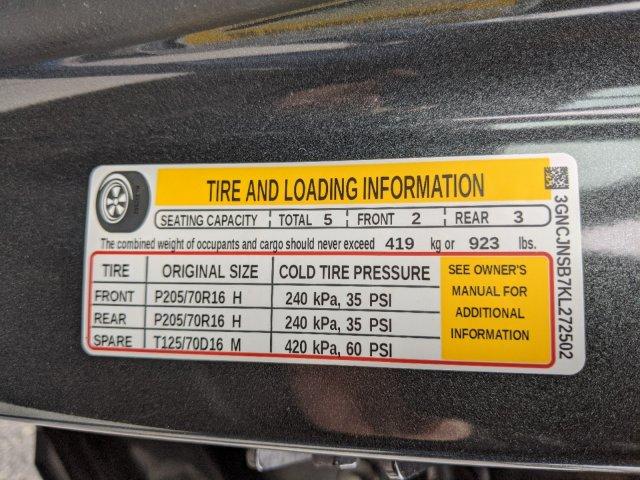 TIRE AND LOADING INFORMATION
SEATING CAPACITY TOTAL 5 FRONT 2 REAR 3
The combined weight of occupants and cargo should never exceed 419 kg or 923 lbs.
TIRE ORIGINAL SIZE COLD TIRE PRESSURE
FRONT P205/70R16 H 240 kPa, 35 PSI
REAR P205/70R16 H 240 kPa, 35 PSI
SPARE T125/70D16 M 420 kPa, 60 PSI
SEE OWNER'S
MANUAL FOR
ADDITIONAL
INFORMATION
3GNCJNSB7KL272502